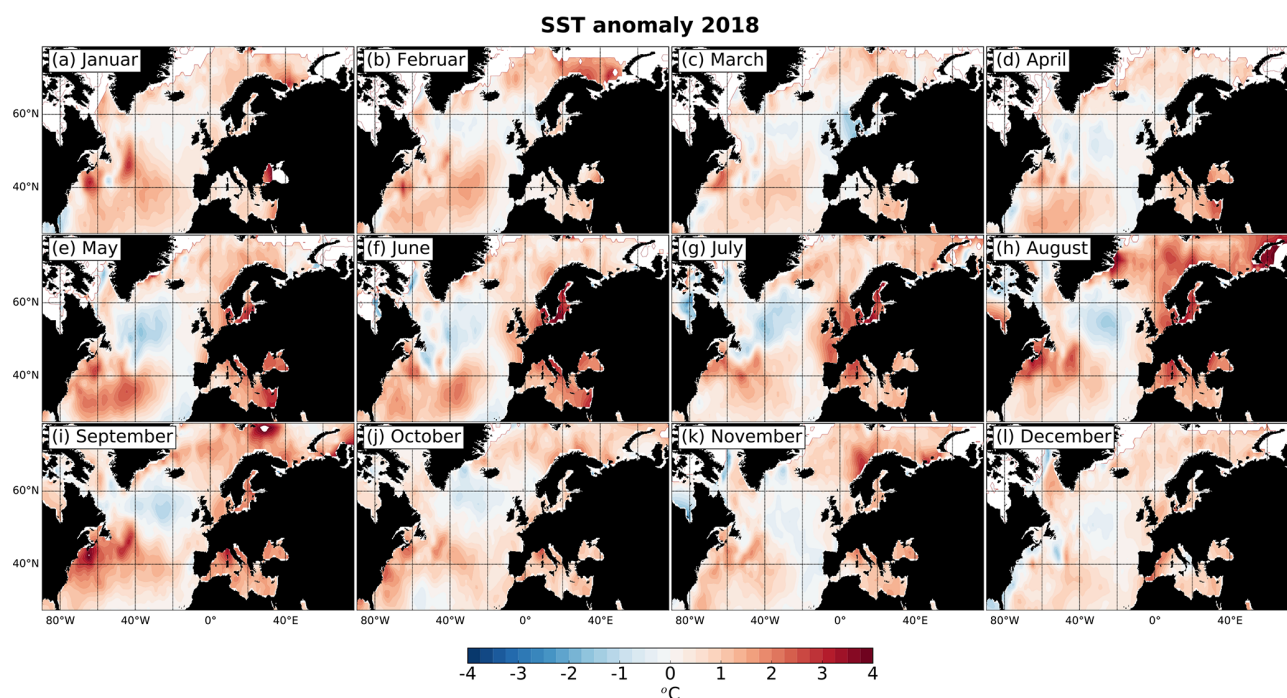 SST anomaly 2018
(a) Januar
(b) Februar
(c) March
(d) April
60°N
40°N
(e) May
(f) June
(g) July
(h) August
60°N
40°N
(i) September
(j) October
(k) November
(l) December
60°N
40°N
80°W 40°W 0° 40°E
80°W 40°W 0° 40°E
80°W 40°W 0° 40°E
80°W 40°W 0° 40°E
-4 -3 -2 -1 0 1 2 3 4
°C